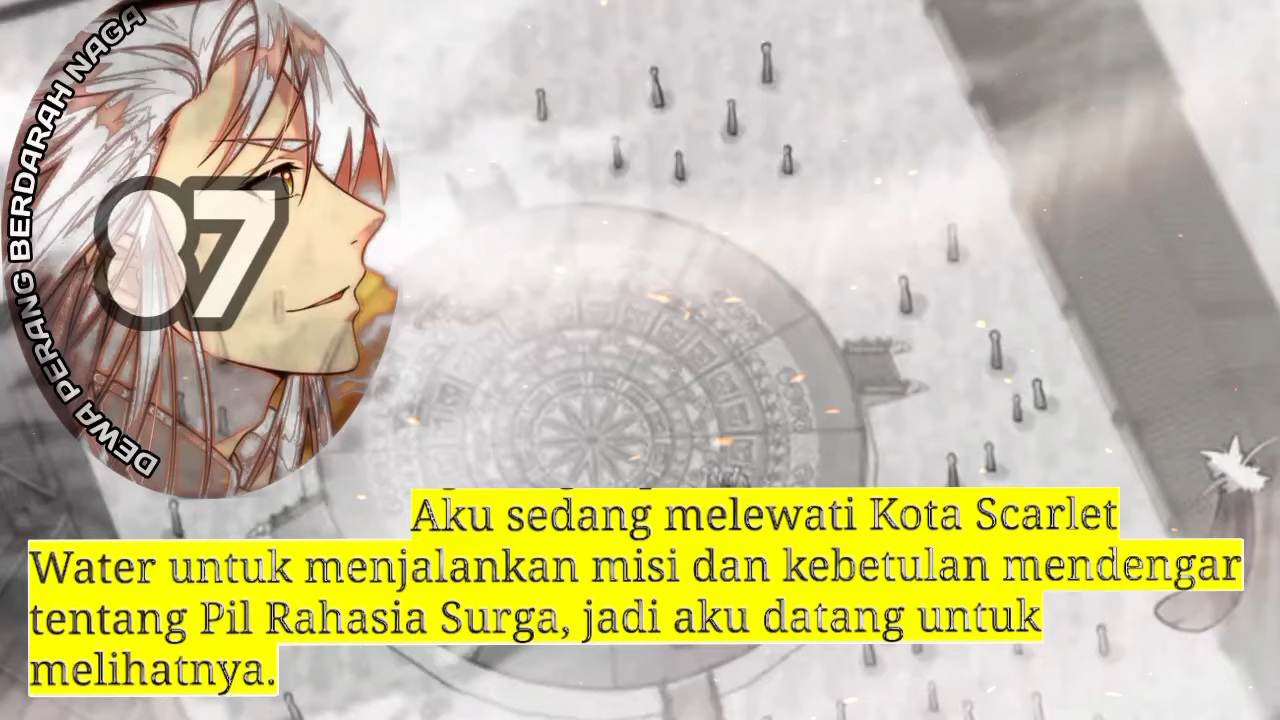 DEWA PERANG BERDARAH NAGA
87
Aku sedang melewati Kota Scarlet
Water untuk menjalankan misi dan kebetulan mendengar
tentang Pil Rahasia Surga, jadi aku datang untuk
melihatnya.